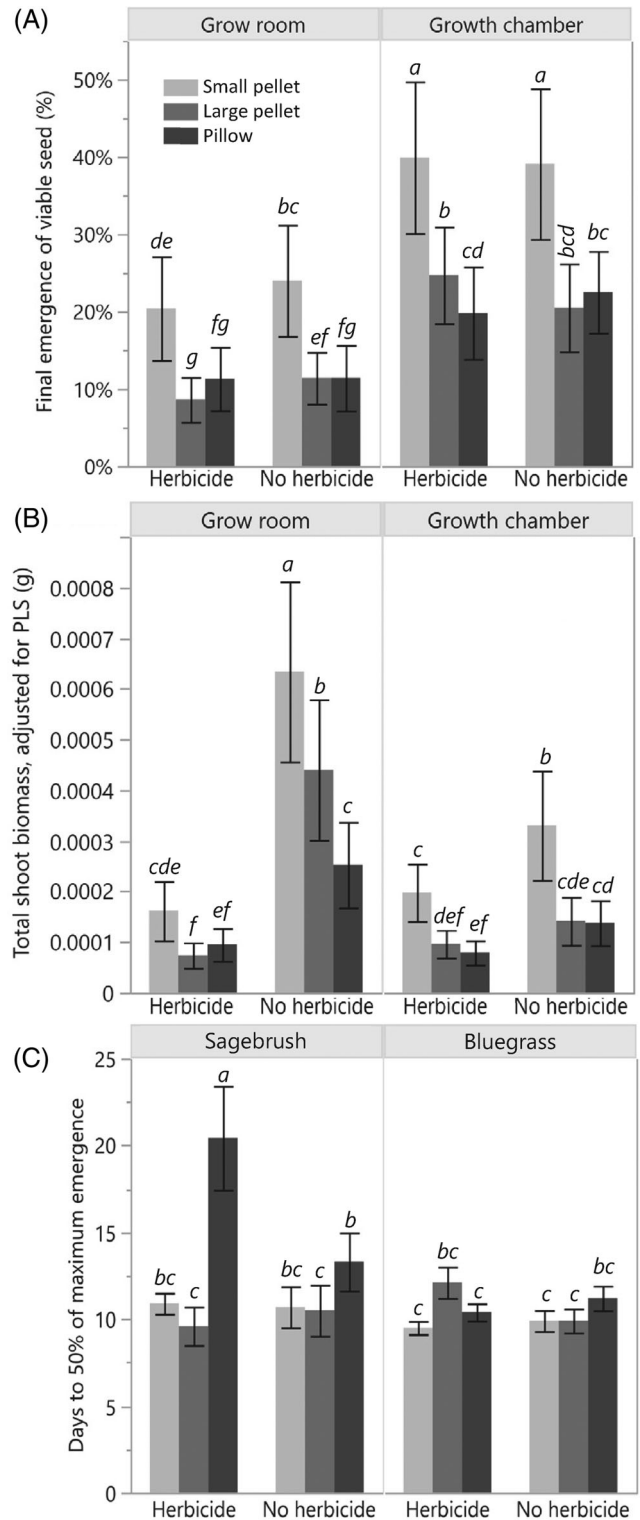 (A)
Grow room
Growth chamber
Final emergence of viable seed (%)
50%
40%
30%
20%
10%
0%
Small pellet
Large pellet
Pillow
de
g
fg
bc
ef
fg
a
b
cd
a
bcd
bc
Herbicide
No herbicide
Herbicide
No herbicide
(B)
Grow room
Growth chamber
Total shoot biomass, adjusted for PLS (g)
0.0008
0.0007
0.0006
0.0005
0.0004
0.0003
0.0002
0.0001
0
cde
f
ef
a
b
c
c
def
ef
b
cde
cd
Herbicide
No herbicide
Herbicide
No herbicide
(C)
Sagebrush
Bluegrass
Days to 50% of maximum emergence
25
20
15
10
5
0
bc
c
a
bc
c
b
c
bc
c
c
c
bc
Herbicide
No herbicide
Herbicide
No herbicide